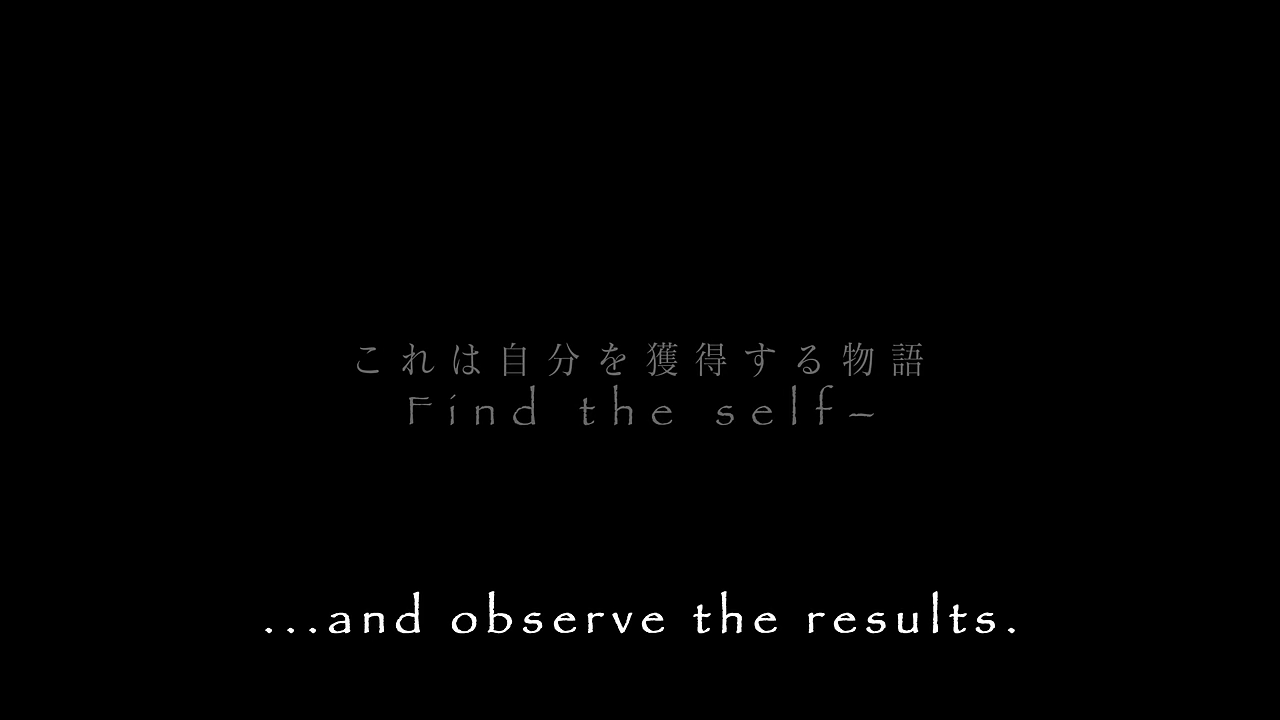 これは自分を獲得する物語
Find the self–
...and observe the results.